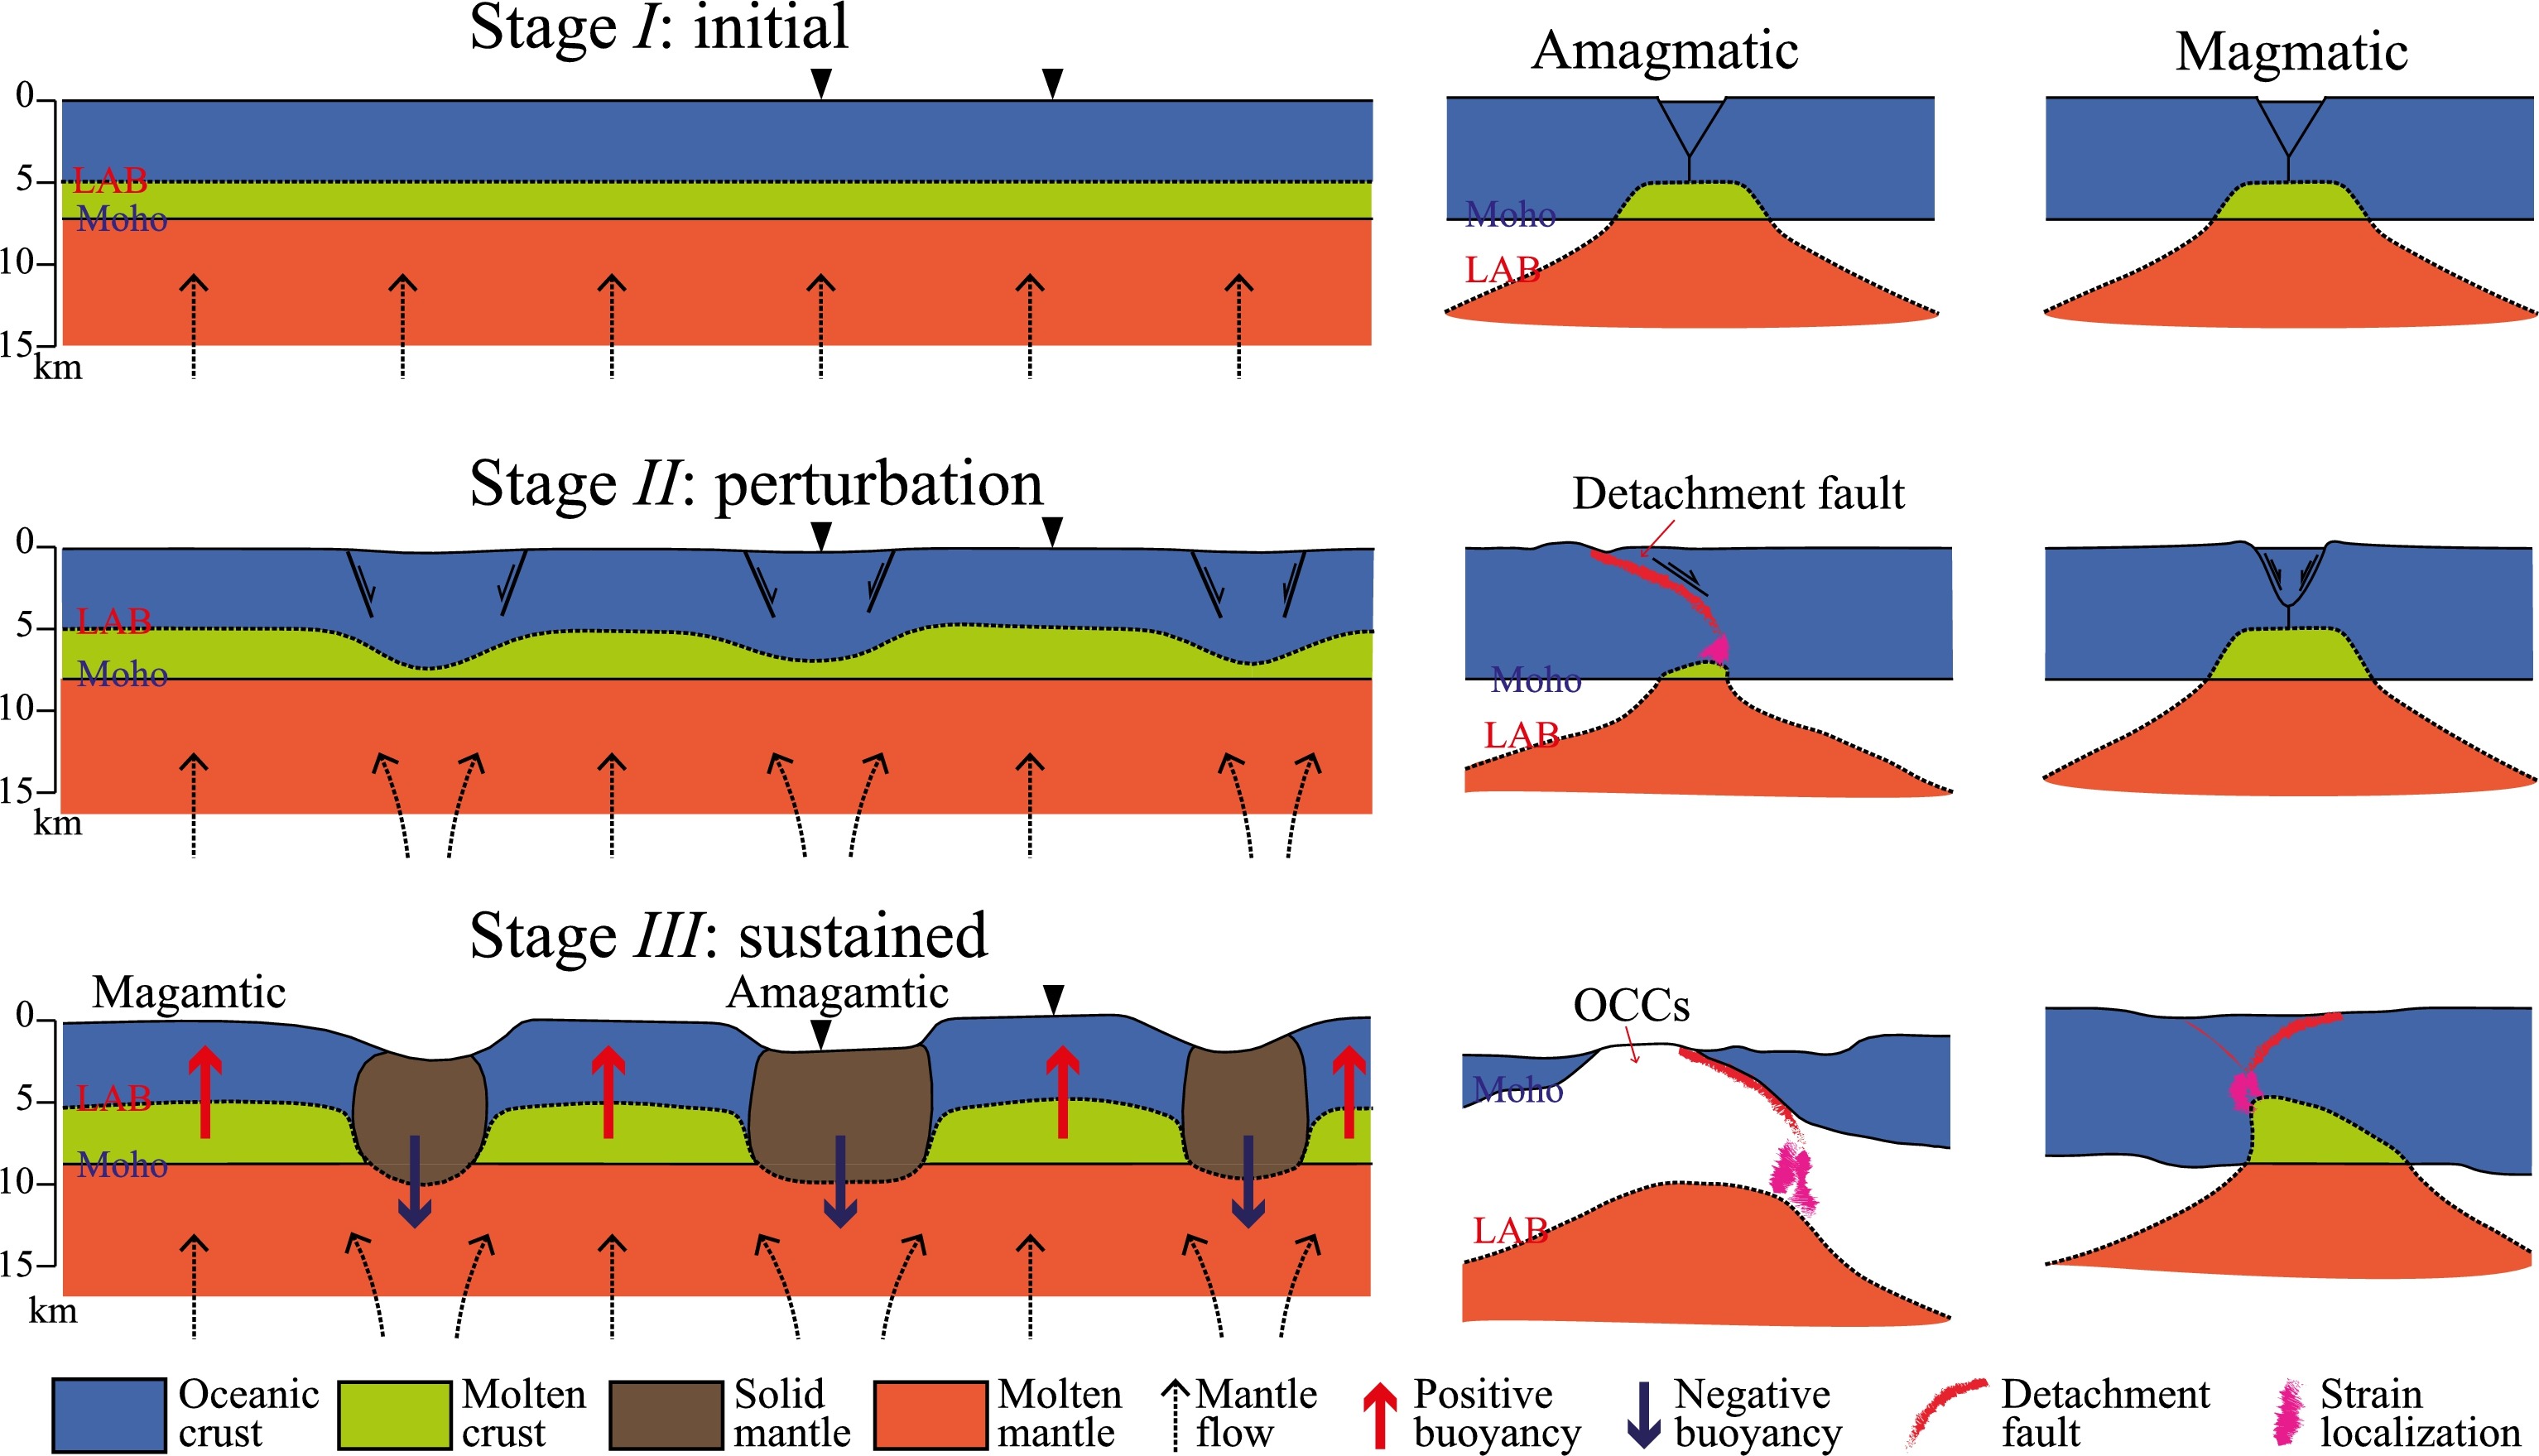 Stage I: initial
Amagmatic
Magmatic
0
5
10
15
km
LAB
Moho
Moho
LAB
Stage II: perturbation
Detachment fault
0
5
10
15
km
LAB
Moho
Moho
LAB
Stage III: sustained
Magamtic
Amagamtic
OCCs
0
5
10
15
km
LAB
Moho
Moho
LAB
Oceanic
crust
Molten
crust
Solid
mantle
Molten
mantle
Mantle
flow
Positive
buoyancy
Negative
buoyancy
Detachment
fault
Strain
localization